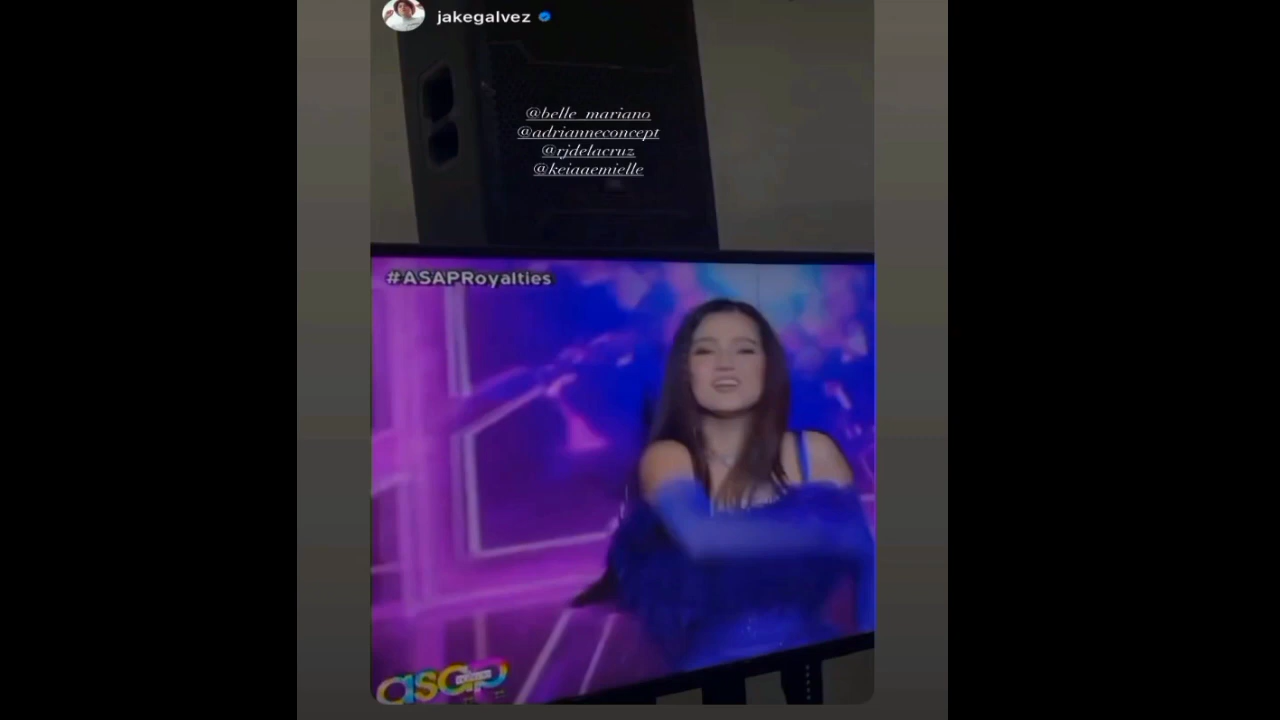 jakegalvez
@belle_mariano
@adrianneconcept
@rjdelacruz
@keiaaemielle
#ASAPRoyalties
asap